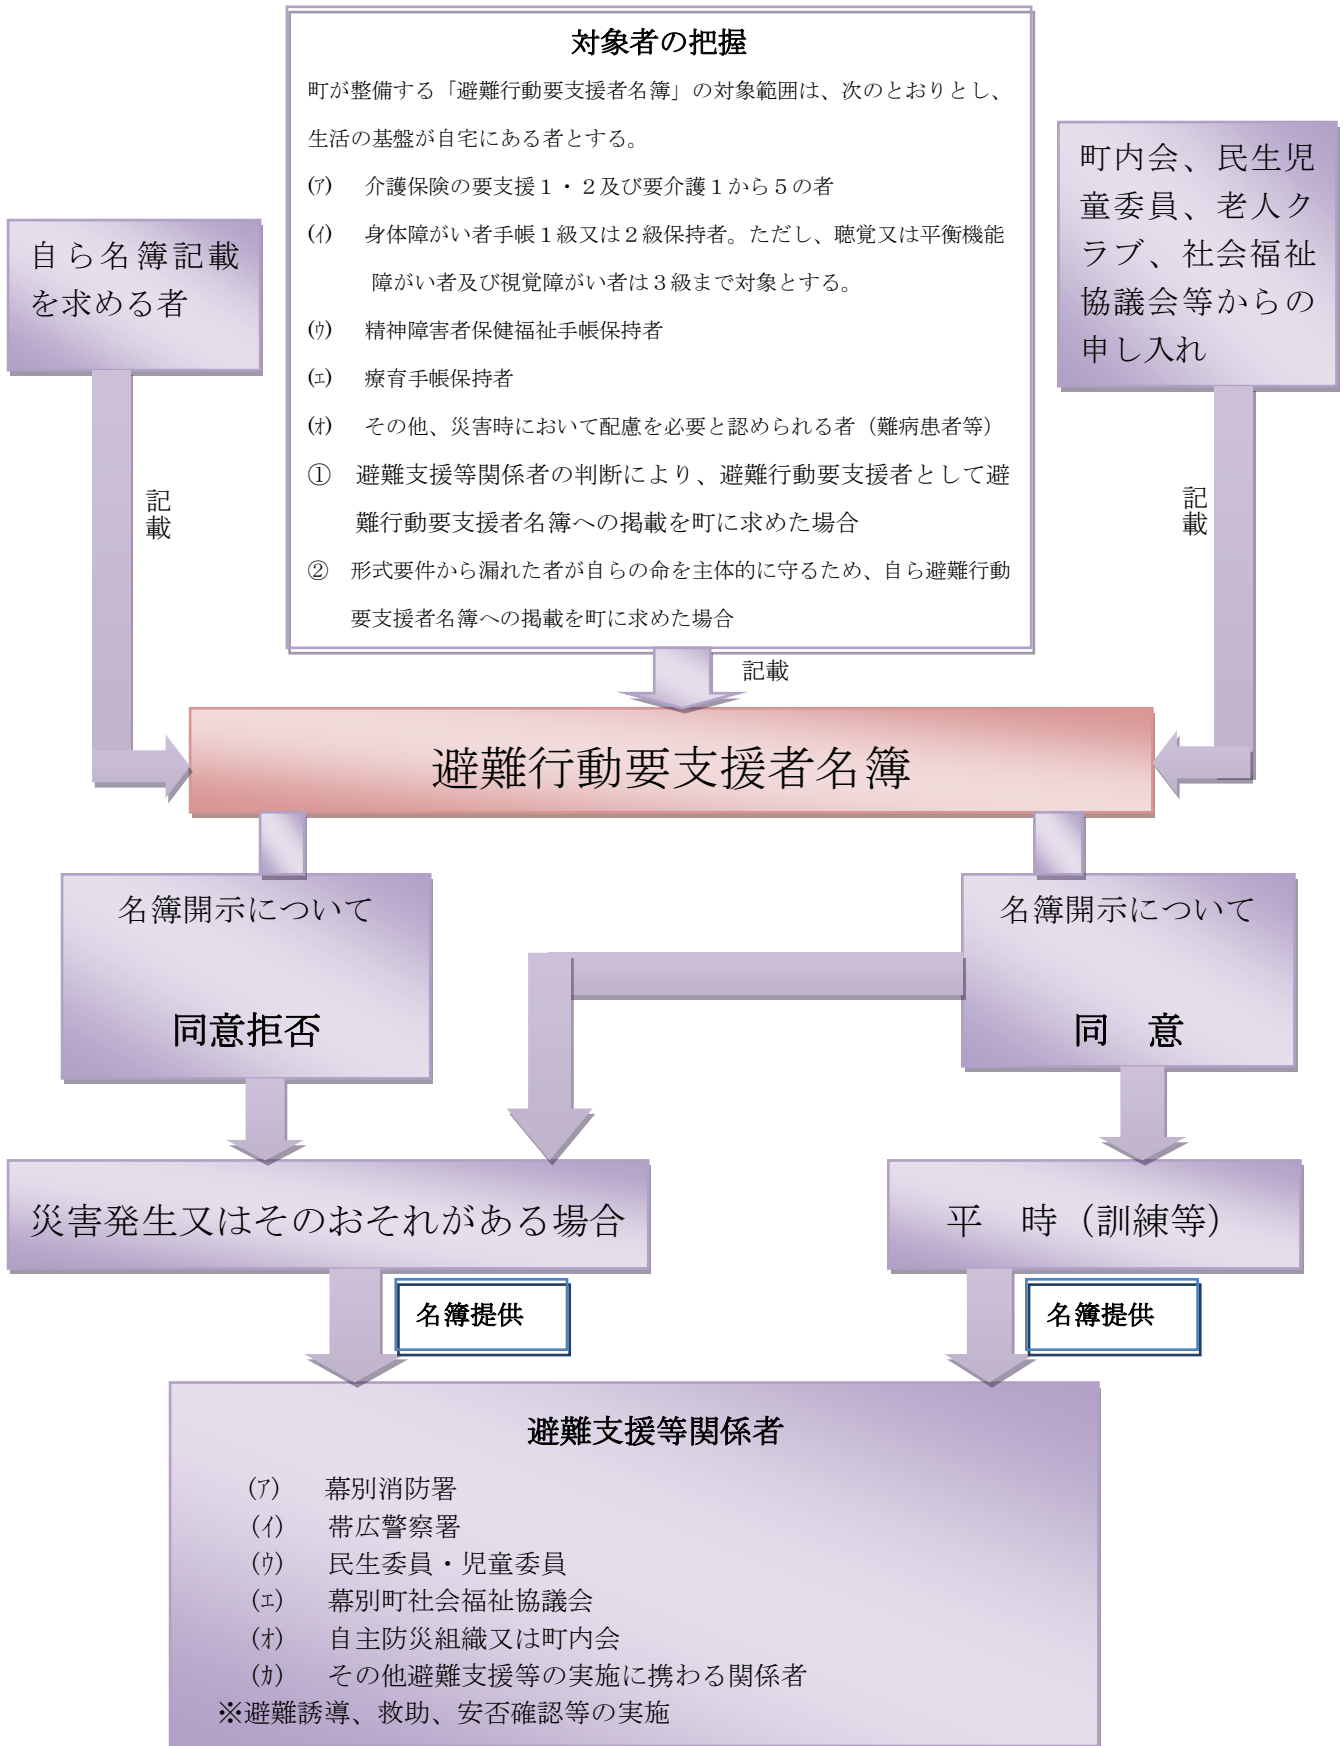 対象者の把握
町が整備する「避難行動要支援者名簿」の対象範囲は、次のとおりとし、
生活の基盤が自宅にある者とする。
(ｱ) 介護保険の要支援１・２及び要介護１から５の者
(ｲ) 身体障がい者手帳１級又は２級保持者。ただし、聴覚又は平衡機能
障がい者及び視覚障がい者は３級まで対象とする。
(ｳ) 精神障害者保健福祉手帳保持者
(ｴ) 療育手帳保持者
(ｵ) その他、災害時において配慮を必要と認められる者（難病患者等）
① 避難支援等関係者の判断により、避難行動要支援者として避
難行動要支援者名簿への掲載を町に求めた場合
② 形式要件から漏れた者が自らの命を主体的に守るため、自ら避難行動
要支援者名簿への掲載を町に求めた場合
自ら名簿記載
を求める者
町内会、民生児
童委員、老人ク
ラブ、社会福祉
協議会等からの
申し入れ
記載
記載
記載
避難行動要支援者名簿
名簿開示について
同意拒否
名簿開示について
同　意
災害発生又はそのおそれがある場合
平　時（訓練等）
名簿提供
名簿提供
避難支援等関係者
(ｱ) 幕別消防署
(ｲ) 帯広警察署
(ｳ) 民生委員・児童委員
(ｴ) 幕別町社会福祉協議会
(ｵ) 自主防災組織又は町内会
(ｶ) その他避難支援等の実施に携わる関係者
※避難誘導、救助、安否確認等の実施